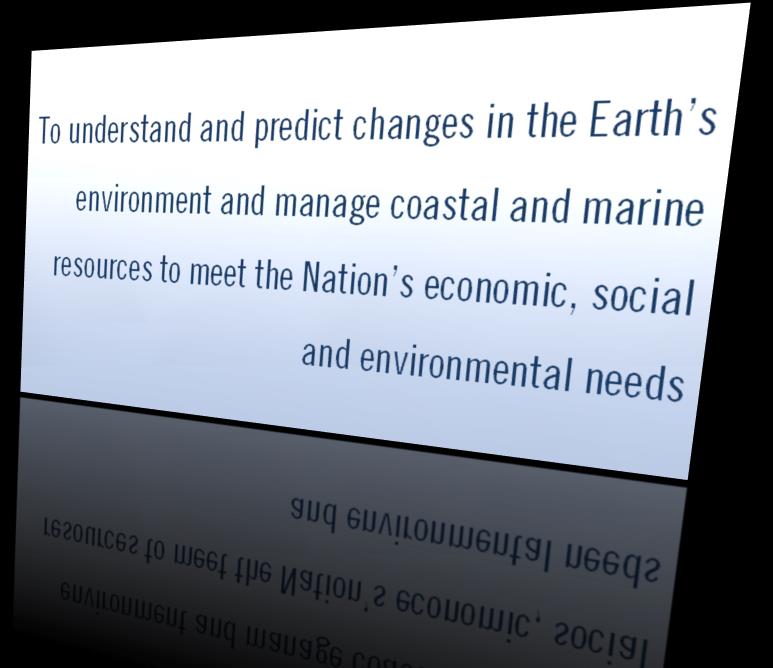 To understand and predict changes in the Earth's
environment and manage coastal and marine
resources to meet the Nation's economic, social
and environmental needs